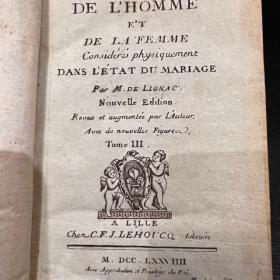 DE L'HOMME
ET
DE LA FEMME
Considérés physiquement
DANS L'ÉTAT DU MARIAGE
Par M. DE LIGNAC.
Nouvelle Edition
Revue et augmentée par l'Auteur.
Avec de nouvelles Figures.
Tome III.
A LILLE
Chez C.F.J. LEHOUCQ Libraire
M. DCC. LXXVIII
Avec Approbation et Privilége du Roi.